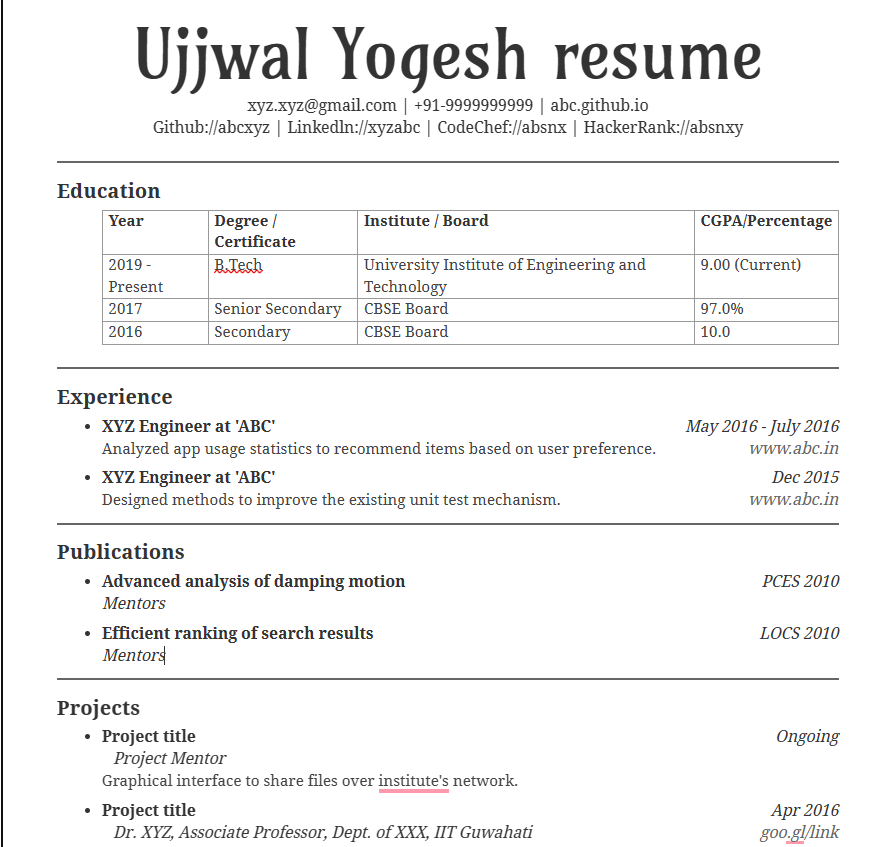 Ujjwal Yogesh resume
xyz.xyz@gmail.com | +91-9999999999 | abc.github.io
Github://abcxyz | Linkedln://xyzabc | CodeChef://absnx | HackerRank://absnxy
Education
Year Degree / Certificate Institute / Board CGPA/Percentage
2019 - Present B.Tech University Institute of Engineering and Technology 9.00 (Current)
2017 Senior Secondary CBSE Board 97.0%
2016 Secondary CBSE Board 10.0
Experience
• XYZ Engineer at 'ABC' May 2016 - July 2016
Analyzed app usage statistics to recommend items based on user preference. www.abc.in
• XYZ Engineer at 'ABC' Dec 2015
Designed methods to improve the existing unit test mechanism. www.abc.in
Publications
• Advanced analysis of damping motion PCES 2010
Mentors
• Efficient ranking of search results LOCS 2010
Mentors
Projects
• Project title Ongoing
Project Mentor
Graphical interface to share files over institute's network.
• Project title Apr 2016
Dr. XYZ, Associate Professor, Dept. of XXX, IIT Guwahati goo.gl/link